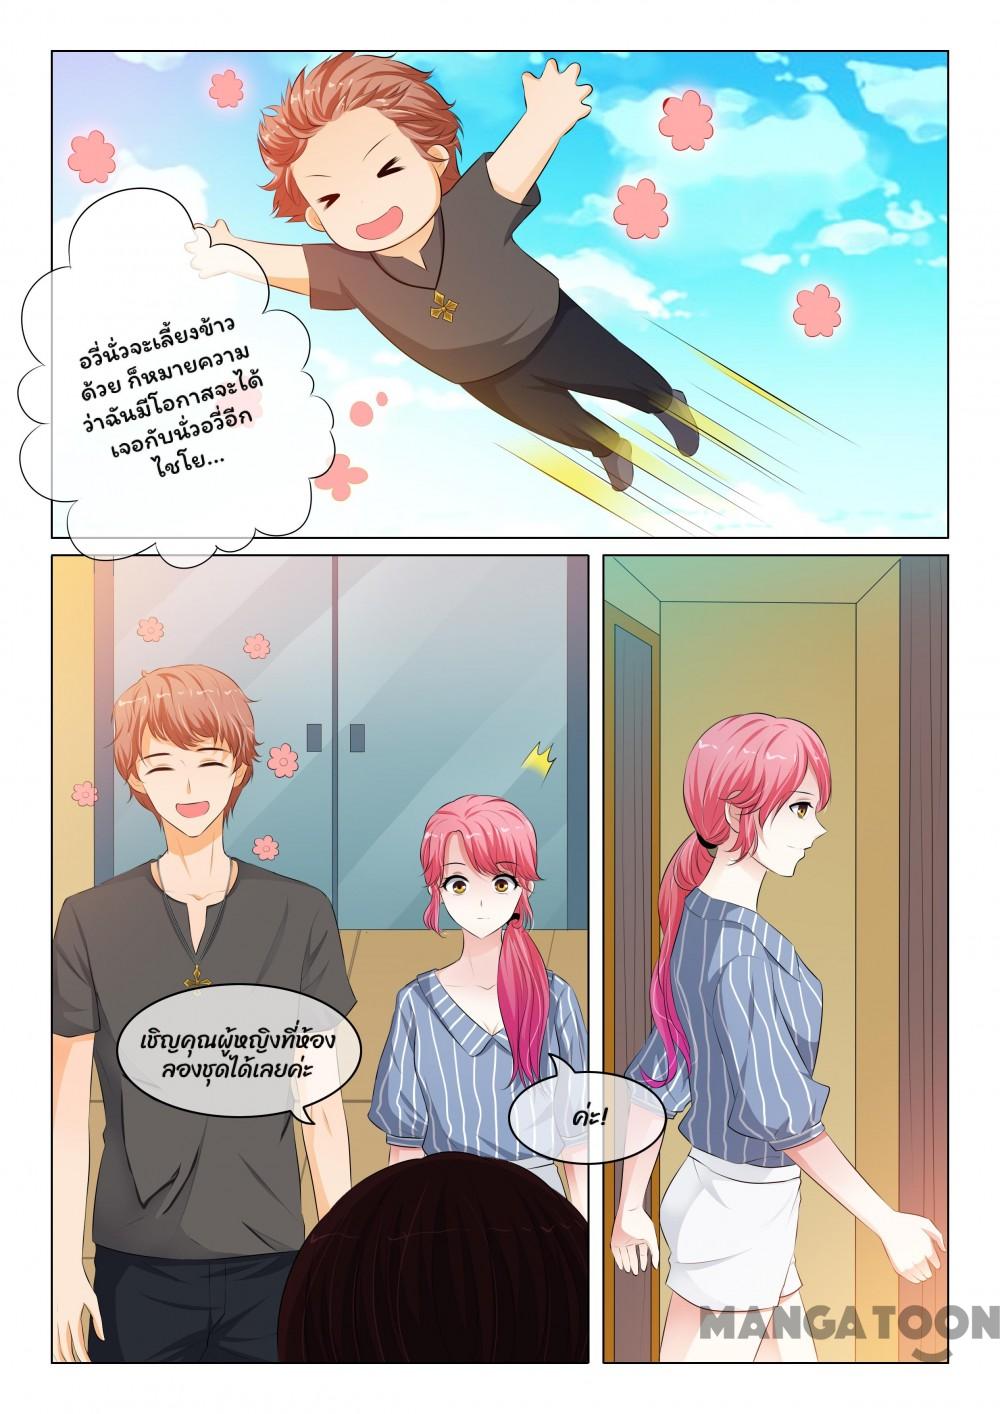 อวี่นั่วจะเลี้ยงข้าว
ด้วย ก็หมายความ
ว่าฉันมีโอกาสจะได้
เจอกับนั่วอวี่อีก
ไชโย...
เชิญคุณผู้หญิงที่ห้อง
ลองชุดได้เลยค่ะ
ค่ะ!
MANGATOON